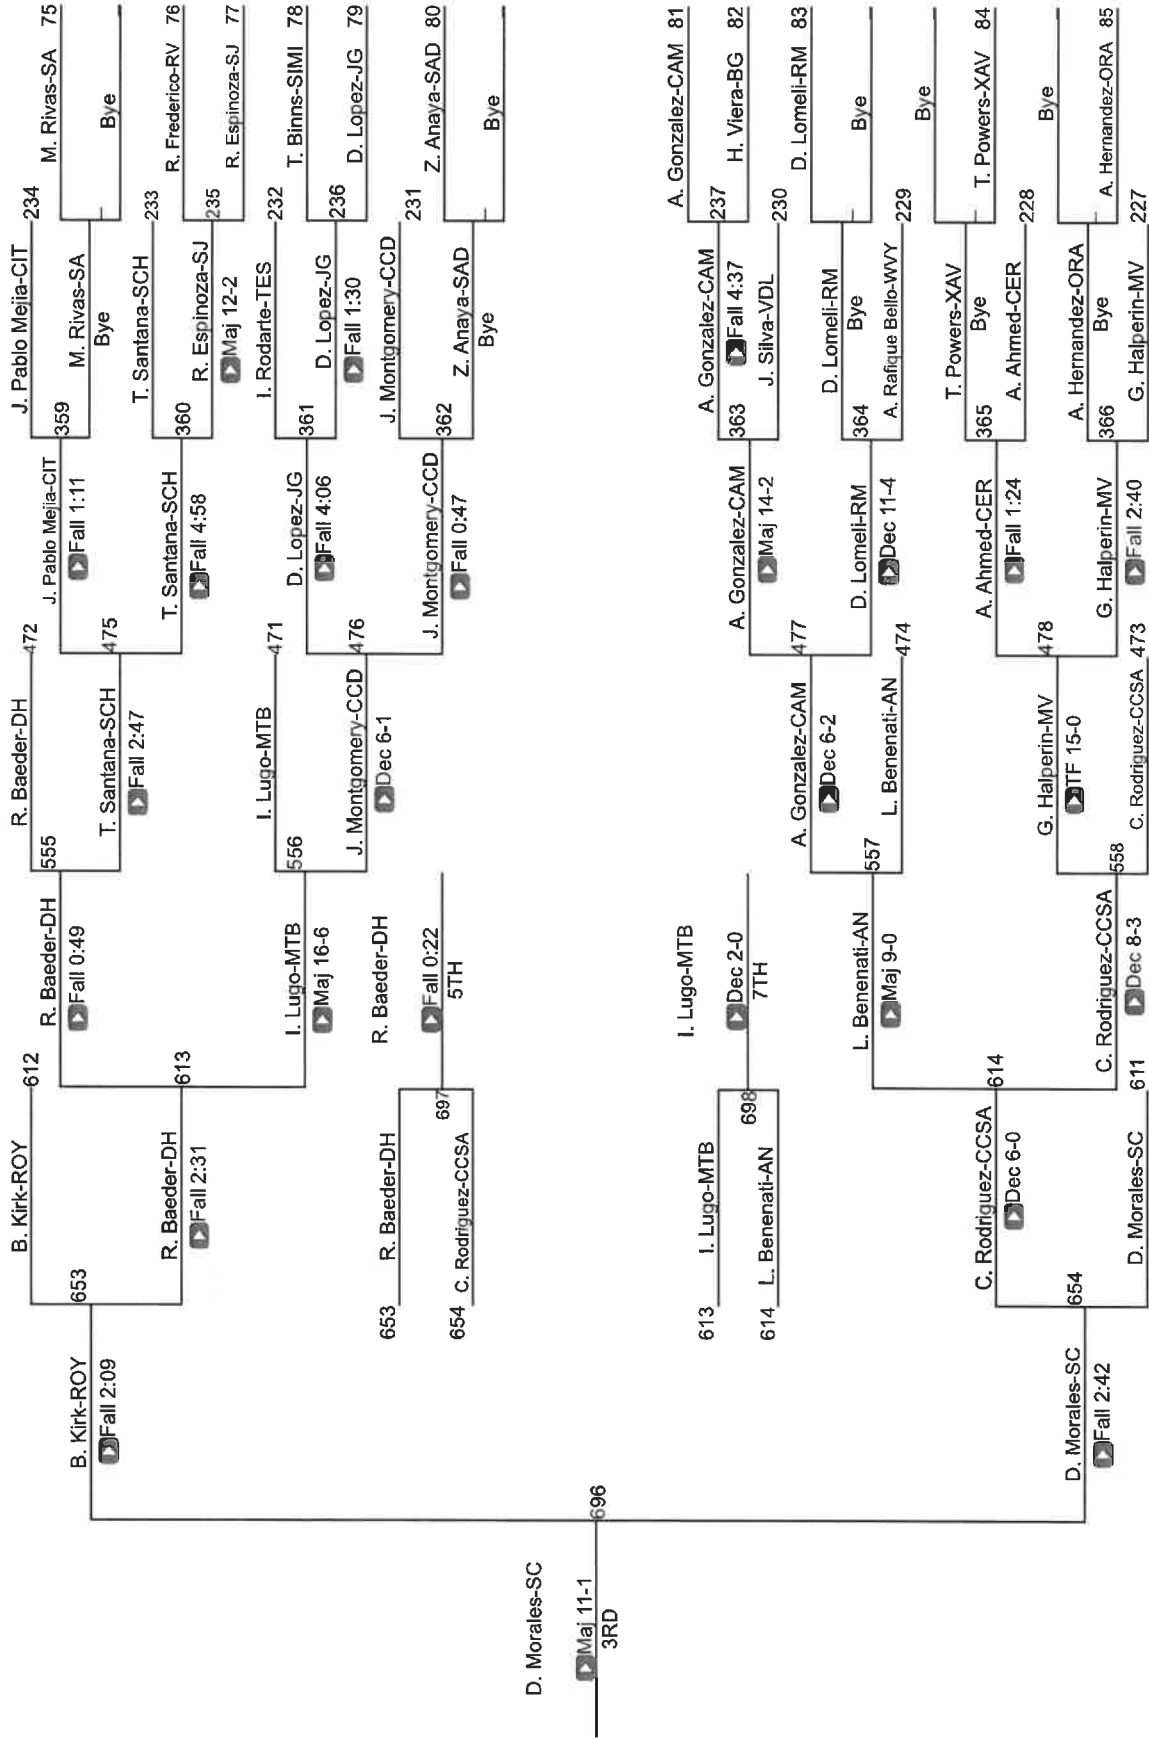 J. Pablo Mejia-CIT 234
M. Rivas-SA 75
359
M. Rivas-SA
Bye
Bye
J. Pablo Mejia-CIT
Fall 1:11
T. Santana-SCH 233
R. Frederico-RV 76
360
R. Espinoza-SJ 235
Maj 12-2
R. Espinoza-SJ 77
T. Santana-SCH
Fall 4:58
I. Rodarte-TES 232
T. Binns-SIMI 78
361
D. Lopez-JG 236
Fall 1:30
D. Lopez-JG 79
D. Lopez-JG
Fall 4:06
J. Montgomery-CCD 231
Z. Anaya-SAD 80
362
Z. Anaya-SAD
Bye
Bye
J. Montgomery-CCD
Fall 0:47
A. Gonzalez-CAM 81
A. Gonzalez-CAM 237
Fall 4:37
H. Viera-BG 82
363
J. Silva-VDL 230
A. Gonzalez-CAM
Maj 14-2
D. Lomeli-RM 83
D. Lomeli-RM
Bye
Bye
364
A. Rafique Bello-WVY 229
D. Lomeli-RM
Dec 11-4
Bye
T. Powers-XAV
Bye
T. Powers-XAV 84
365
A. Ahmed-CER 228
A. Ahmed-CER
Fall 1:24
Bye
A. Hernandez-ORA
Bye
A. Hernandez-ORA 85
366
G. Halperin-MV 227
G. Halperin-MV
Fall 2:40
R. Baeder-DH 472
555
T. Santana-SCH 475
Fall 2:47
I. Lugo-MTB 471
556
J. Montgomery-CCD 476
Dec 6-1
A. Gonzalez-CAM 477
Dec 6-2
557
L. Benenati-AN 474
G. Halperin-MV 478
TF 15-0
558
C. Rodriguez-CCSA 473
R. Baeder-DH
Fall 0:49
I. Lugo-MTB
Maj 16-6
L. Benenati-AN
Maj 9-0
C. Rodriguez-CCSA
Dec 8-3
B. Kirk-ROY 612
653
R. Baeder-DH 613
Fall 2:31
C. Rodriguez-CCSA 614
Dec 6-0
654
D. Morales-SC 611
653 R. Baeder-DH
697
654 C. Rodriguez-CCSA
R. Baeder-DH
Fall 0:22
5TH
613 I. Lugo-MTB
698
614 L. Benenati-AN
I. Lugo-MTB
Dec 2-0
7TH
B. Kirk-ROY
Fall 2:09
696
D. Morales-SC
Fall 2:42
D. Morales-SC
Maj 11-1
3RD